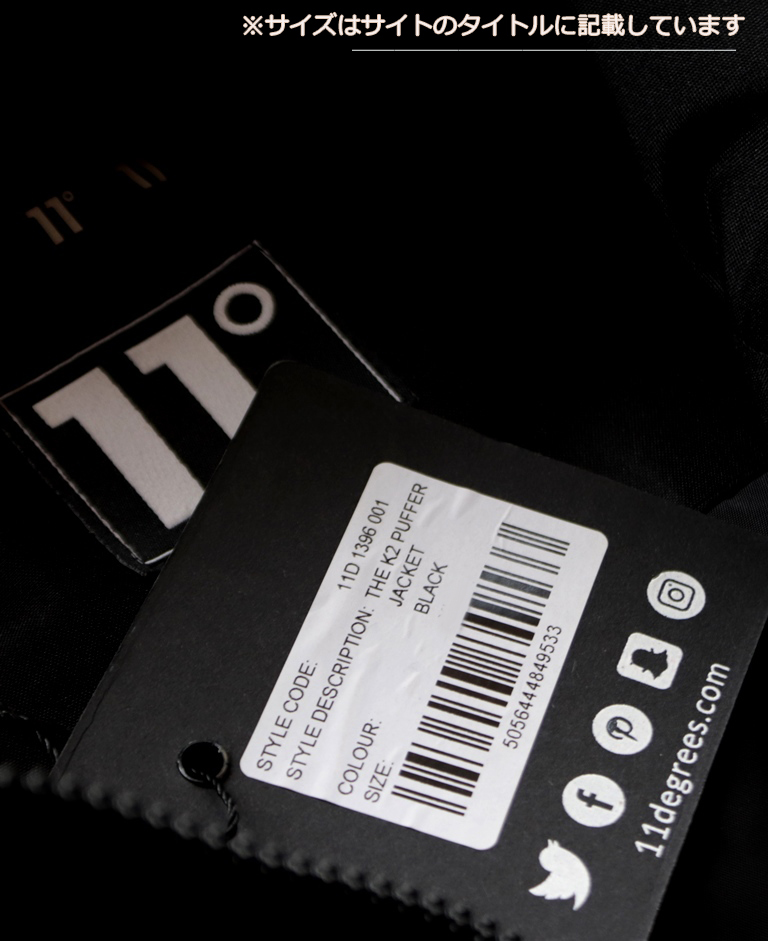 ※サイズはサイトのタイトルに記載しています
11°
11
11°
STYLE CODE: 11D 1396 001
STYLE DESCRIPTION: THE K2 PUFFER
JACKET
COLOUR: BLACK
SIZE:
5056444849533
11degrees.com